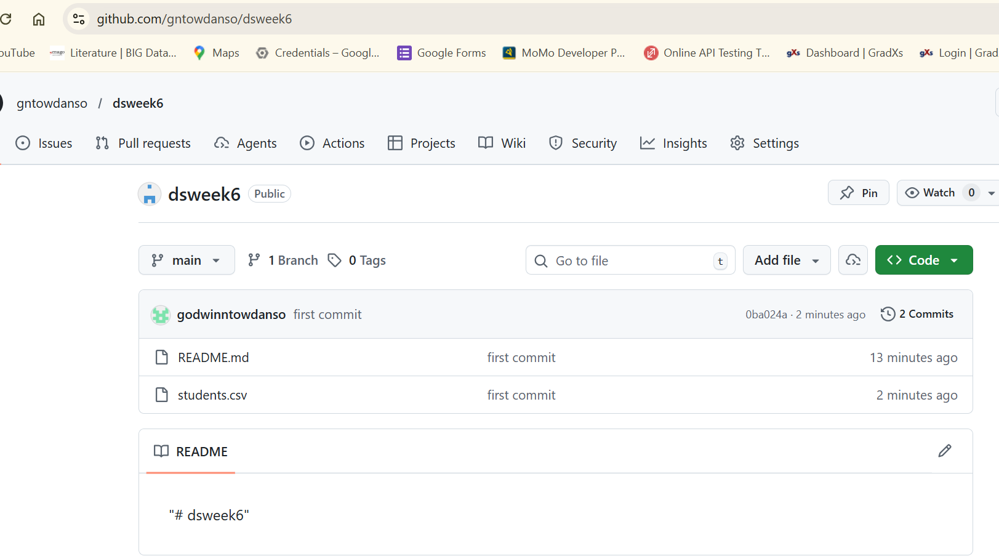 github.com/gntowdanso/dsweek6
ouTube Literature | BIG Data... Maps Credentials – Googl... Google Forms MoMo Developer P... Online API Testing T... Dashboard | GradXs Login | Grad
gntowdanso / dsweek6
Issues Pull requests Agents Actions Projects Wiki Security Insights Settings
dsweek6 Public Pin Watch 0
main 1 Branch 0 Tags Go to file t Add file Code
godwinntowdanso first commit 0ba024a · 2 minutes ago 2 Commits
README.md first commit 13 minutes ago
students.csv first commit 2 minutes ago
README
"# dsweek6"